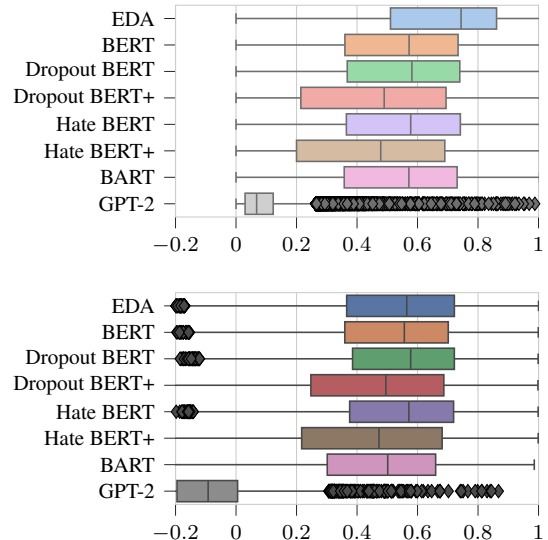 EDA
BERT
Dropout BERT
Dropout BERT+
Hate BERT
Hate BERT+
BART
GPT-2
−0.2 0 0.2 0.4 0.6 0.8 1
EDA
BERT
Dropout BERT
Dropout BERT+
Hate BERT
Hate BERT+
BART
GPT-2
−0.2 0 0.2 0.4 0.6 0.8 1